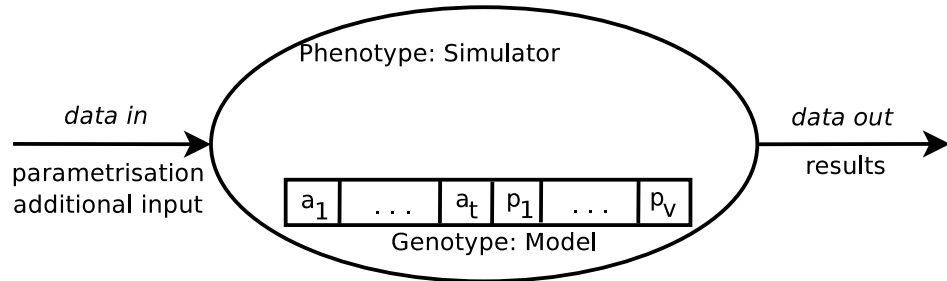 Phenotype: Simulator
data in
parametrisation
additional input
a1 ... at p1 ... pv
Genotype: Model
data out
results